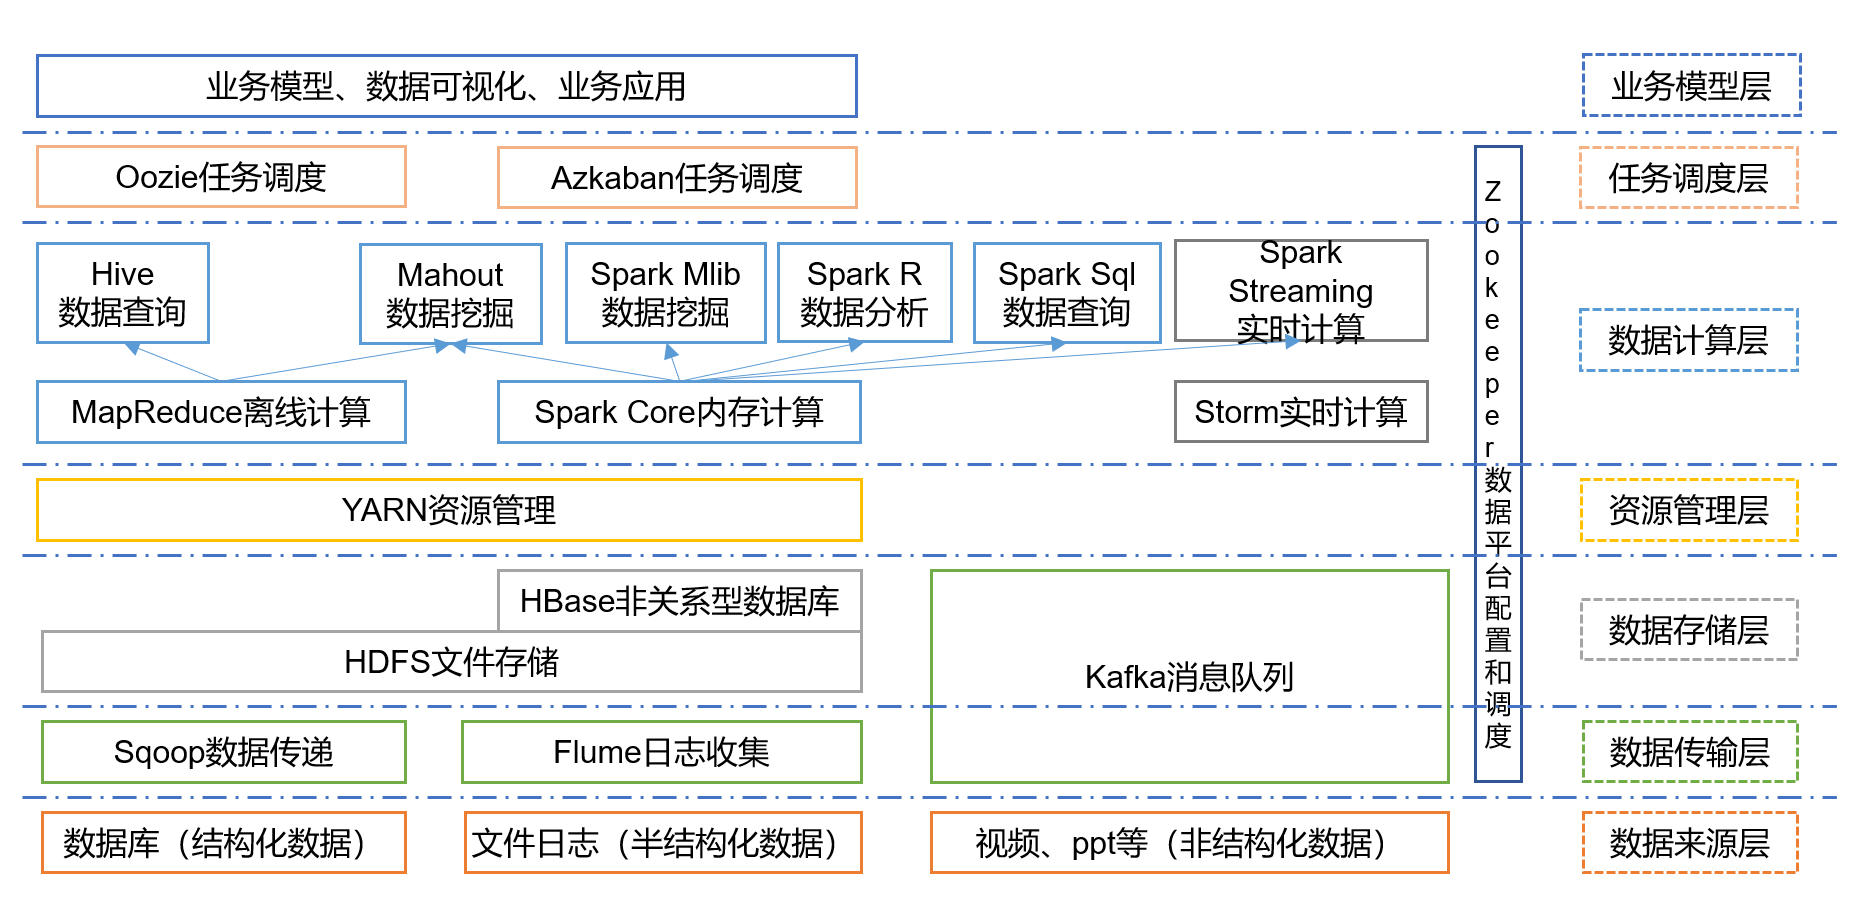 业务模型、数据可视化、业务应用
业务模型层
Oozie任务调度
Azkaban任务调度
任务调度层
Hive
数据查询
Mahout
数据挖掘
Spark Mlib
数据挖掘
Spark R
数据分析
Spark Sql
数据查询
Spark
Streaming
实时计算
数据计算层
MapReduce离线计算
Spark Core内存计算
Storm实时计算
Zookeeper数据平台配置和调度
YARN资源管理
资源管理层
HBase非关系型数据库
HDFS文件存储
Kafka消息队列
数据存储层
Sqoop数据传递
Flume日志收集
数据传输层
数据库（结构化数据）
文件日志（半结构化数据）
视频、ppt等（非结构化数据）
数据来源层